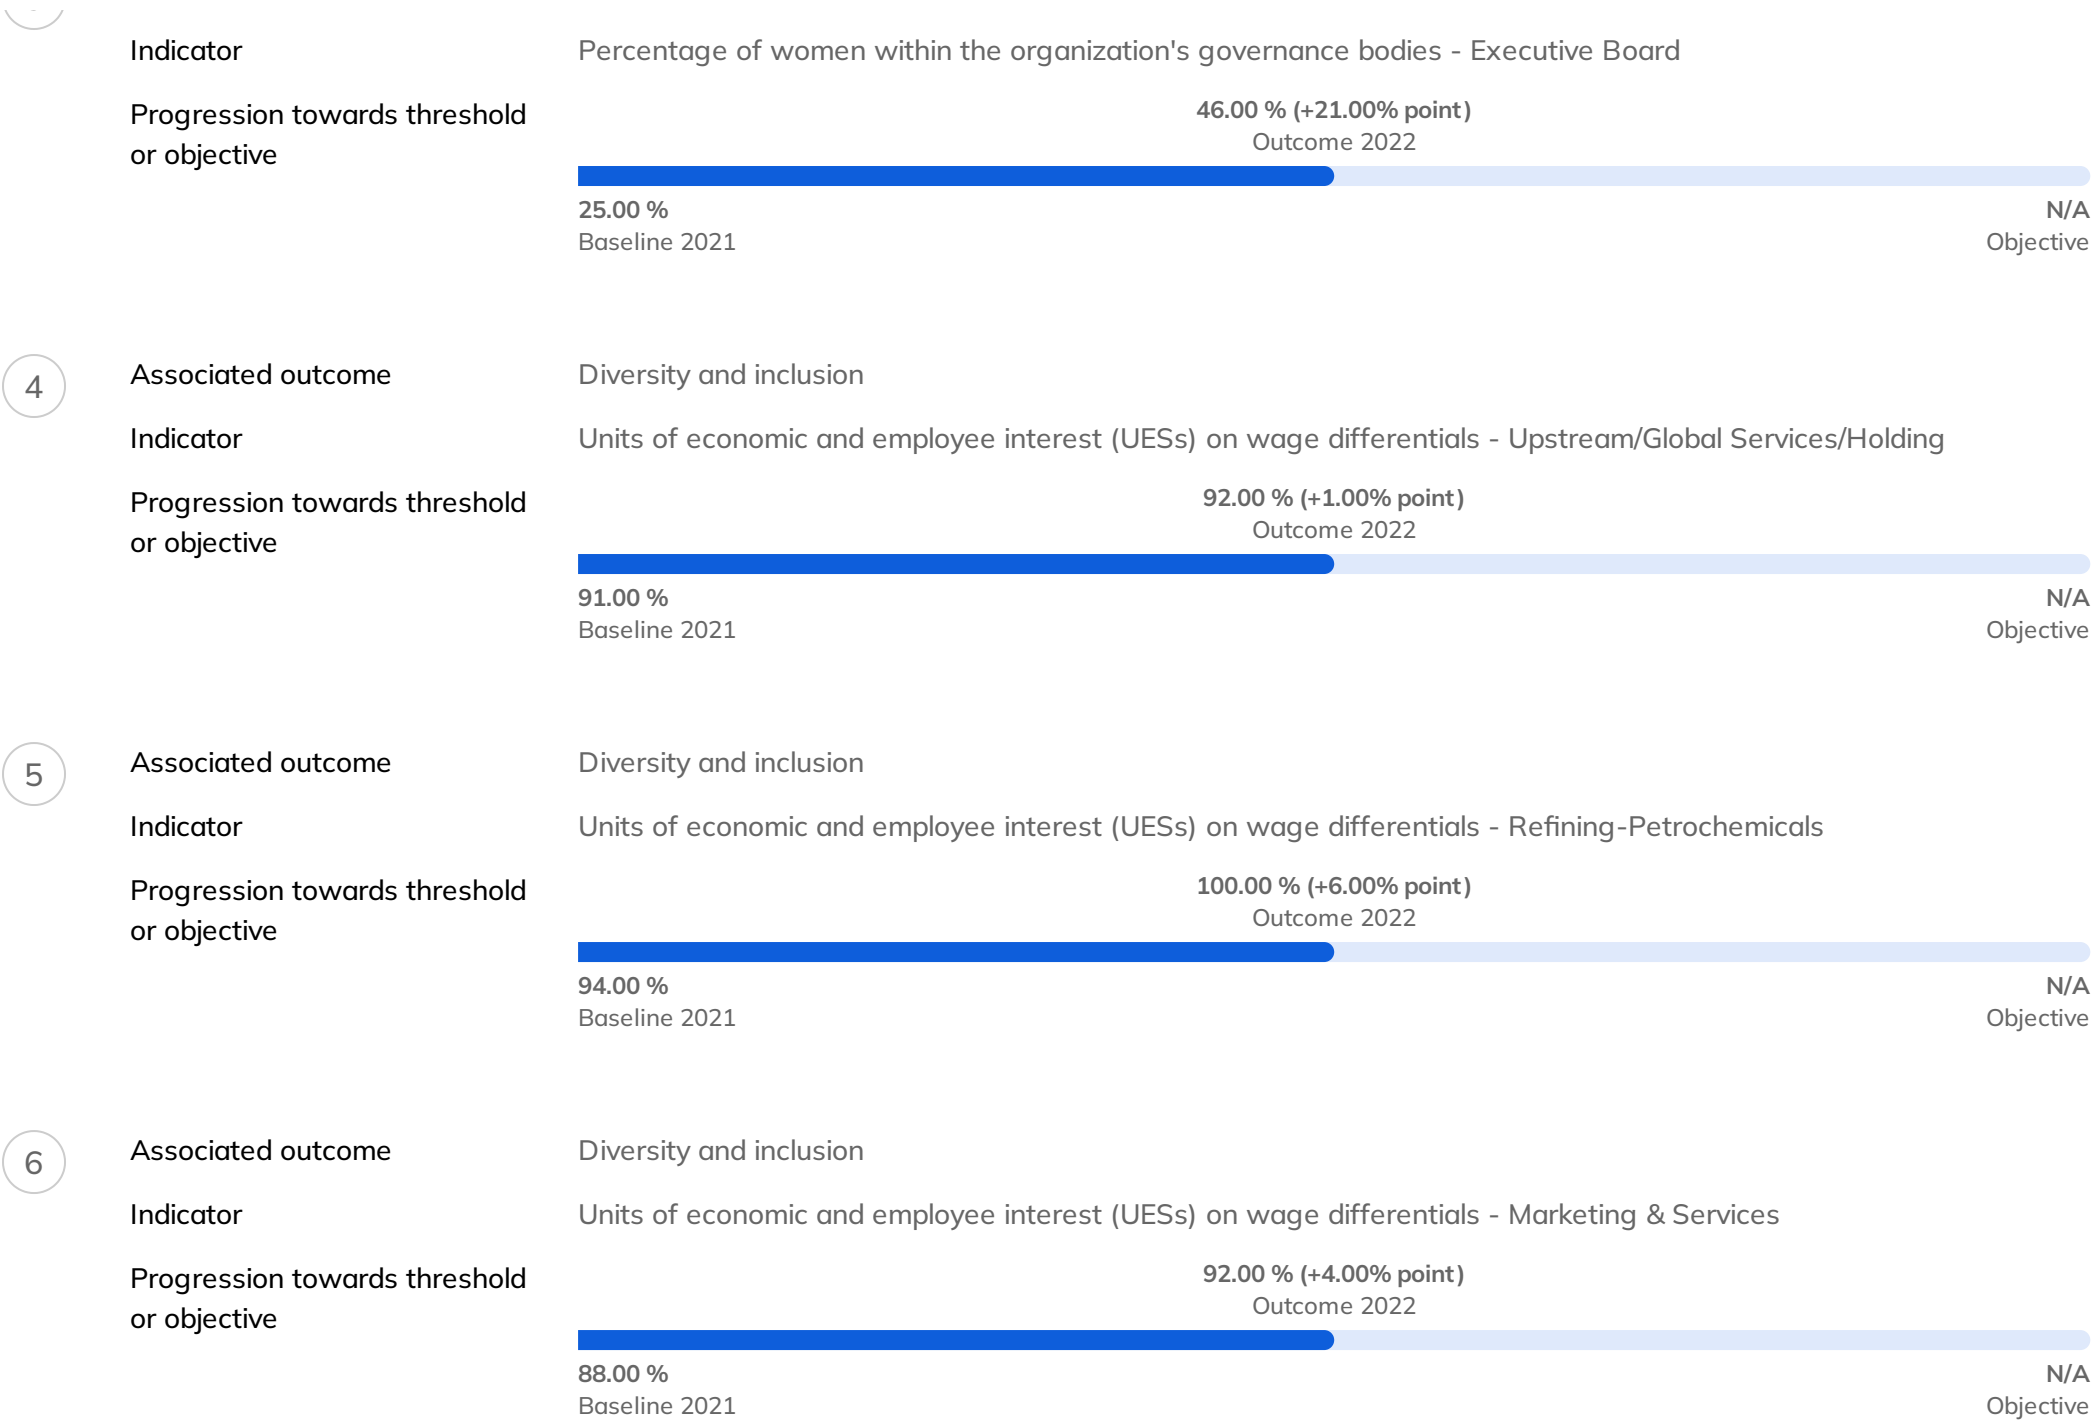 Indicator
Percentage of women within the organization's governance bodies - Executive Board
Progression towards threshold
or objective
46.00 % (+21.00% point)
Outcome 2022
25.00 %
Baseline 2021
N/A
Objective
4
Associated outcome
Diversity and inclusion
Indicator
Units of economic and employee interest (UESs) on wage differentials - Upstream/Global Services/Holding
Progression towards threshold
or objective
92.00 % (+1.00% point)
Outcome 2022
91.00 %
Baseline 2021
N/A
Objective
5
Associated outcome
Diversity and inclusion
Indicator
Units of economic and employee interest (UESs) on wage differentials - Refining-Petrochemicals
Progression towards threshold
or objective
100.00 % (+6.00% point)
Outcome 2022
94.00 %
Baseline 2021
N/A
Objective
6
Associated outcome
Diversity and inclusion
Indicator
Units of economic and employee interest (UESs) on wage differentials - Marketing & Services
Progression towards threshold
or objective
92.00 % (+4.00% point)
Outcome 2022
88.00 %
Baseline 2021
N/A
Objective